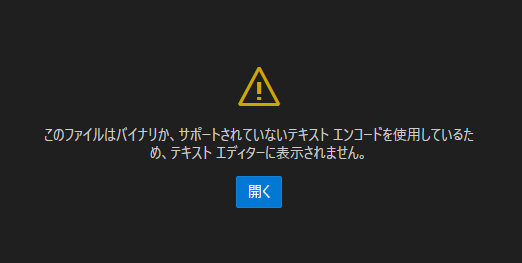 このファイルはバイナリか、サポートされていないテキスト エンコードを使用しているた
め、テキスト エディターに表示されません。
開く